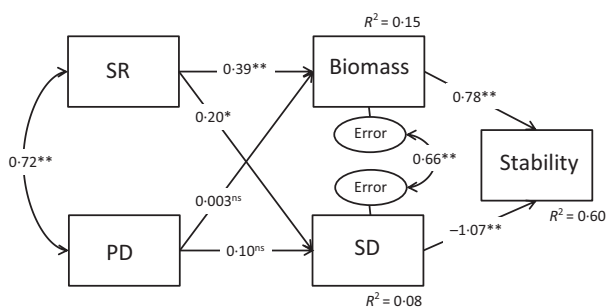 R² = 0·15
SR
0·39**
Biomass
0·20*
0·78**
Error
0·72**
0·66**
Stability
Error
0·003ⁿˢ
R² = 0·60
PD
0·10ⁿˢ
SD
−1·07**
R² = 0·08